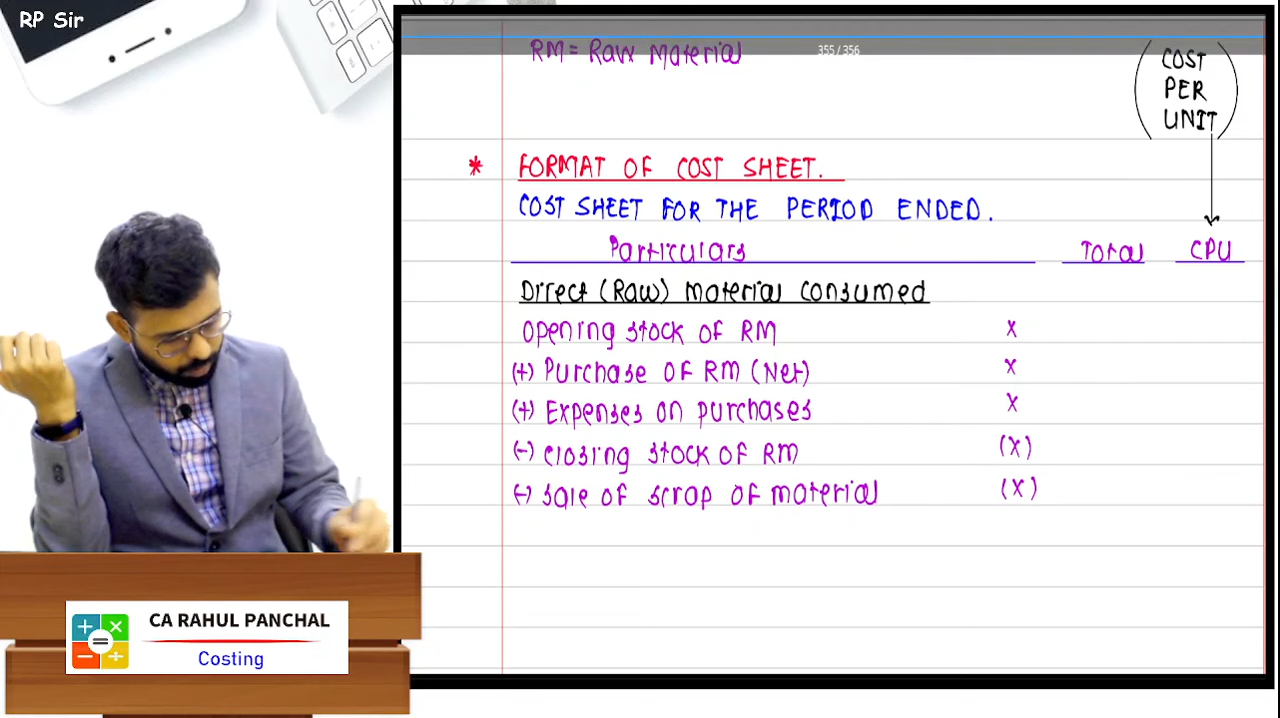 RP Sir
RM = Raw Material
355 / 356
(COST
PER
UNIT)
* FORMAT OF COST SHEET.
COST SHEET FOR THE PERIOD ENDED.
Particulars Total CPU
Direct (Raw) Material Consumed
Opening stock of RM x
(+) Purchase of RM (Net) x
(+) Expenses on purchases x
(-) Closing stock of RM (x)
(-) Sale of scrap of material (x)
CA RAHUL PANCHAL
Costing